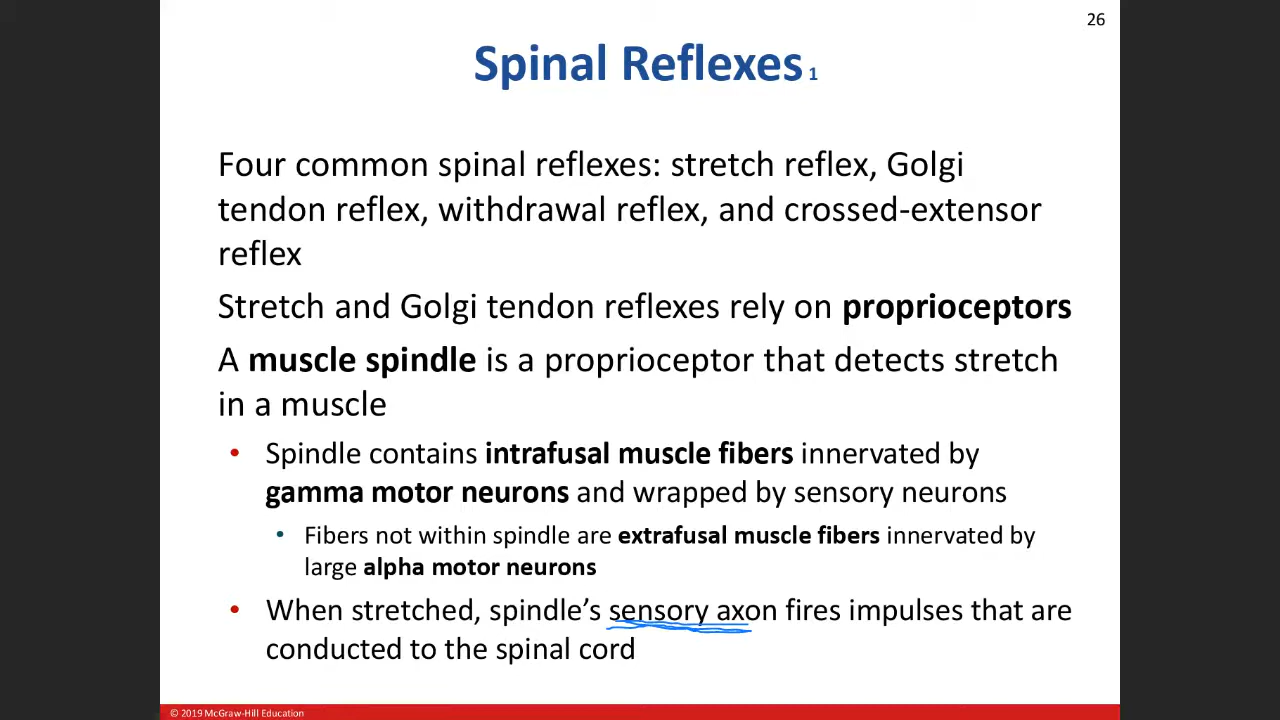 26
Spinal Reflexes 1
Four common spinal reflexes: stretch reflex, Golgi
tendon reflex, withdrawal reflex, and crossed-extensor
reflex
Stretch and Golgi tendon reflexes rely on proprioceptors
A muscle spindle is a proprioceptor that detects stretch
in a muscle
• Spindle contains intrafusal muscle fibers innervated by
gamma motor neurons and wrapped by sensory neurons
• Fibers not within spindle are extrafusal muscle fibers innervated by
large alpha motor neurons
• When stretched, spindle’s sensory axon fires impulses that are
conducted to the spinal cord
© 2019 McGraw-Hill Education